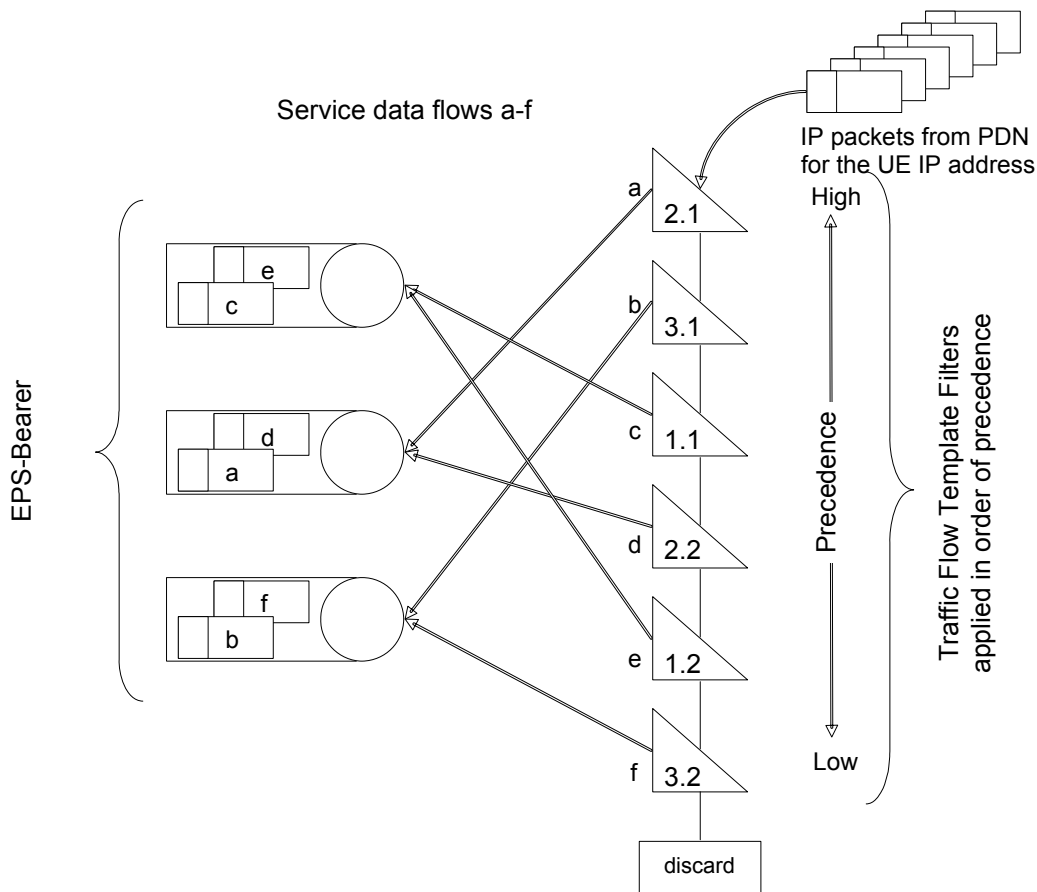 Service data flows a-f
IP packets from PDN
for the UE IP address
High
a
2.1
e
c
b
3.1
EPS-Bearer
d
a
c
1.1
Precedence
Traffic Flow Template Filters
applied in order of precedence
d
2.2
f
b
e
1.2
f
3.2
Low
discard